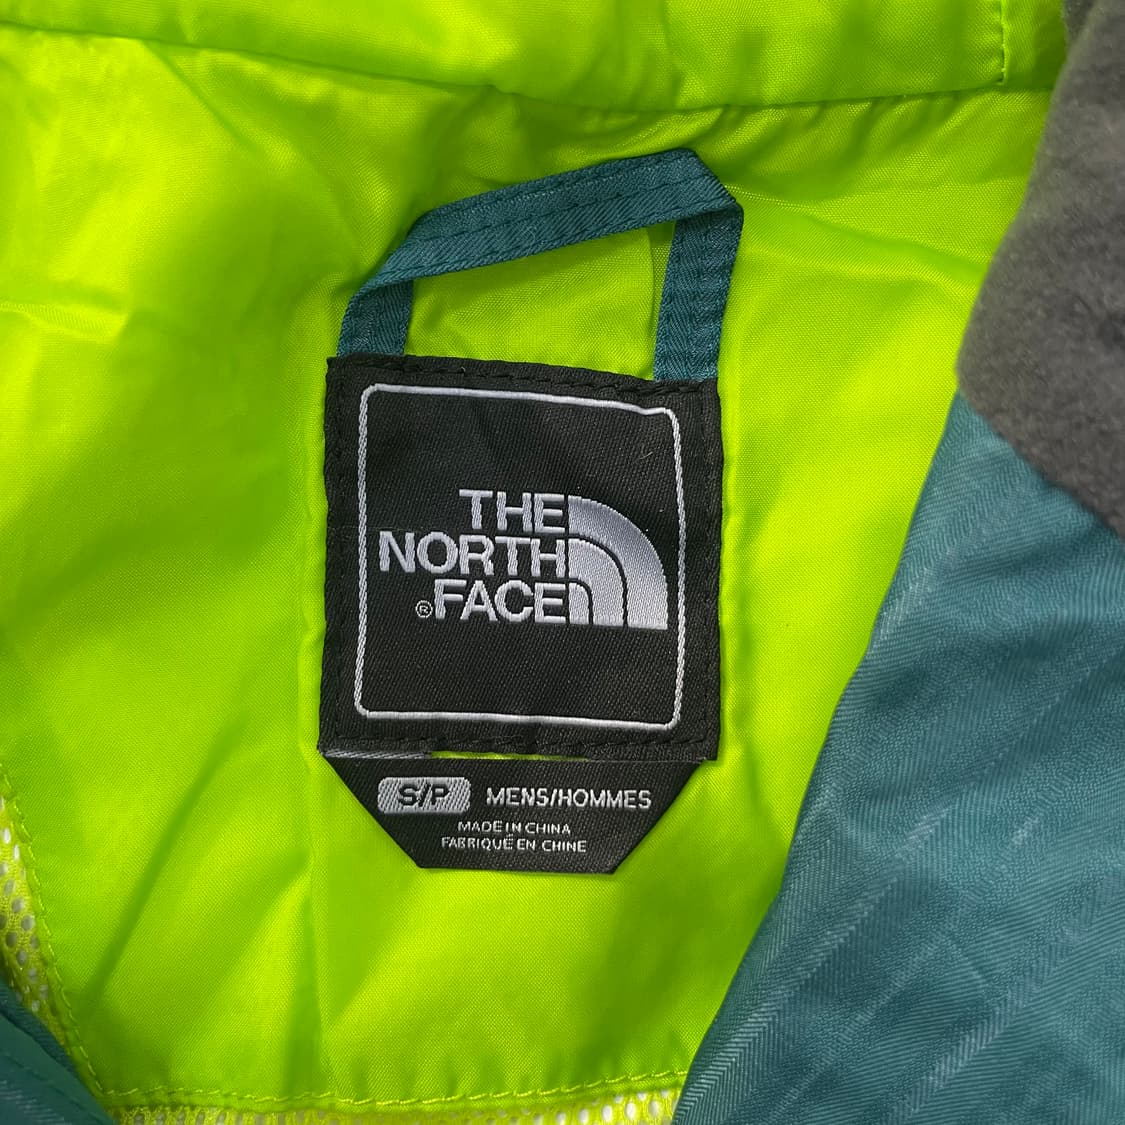 THE
NORTH
® FACE
S/P MENS/HOMMES
MADE IN CHINA
FABRIQUÉ EN CHINE